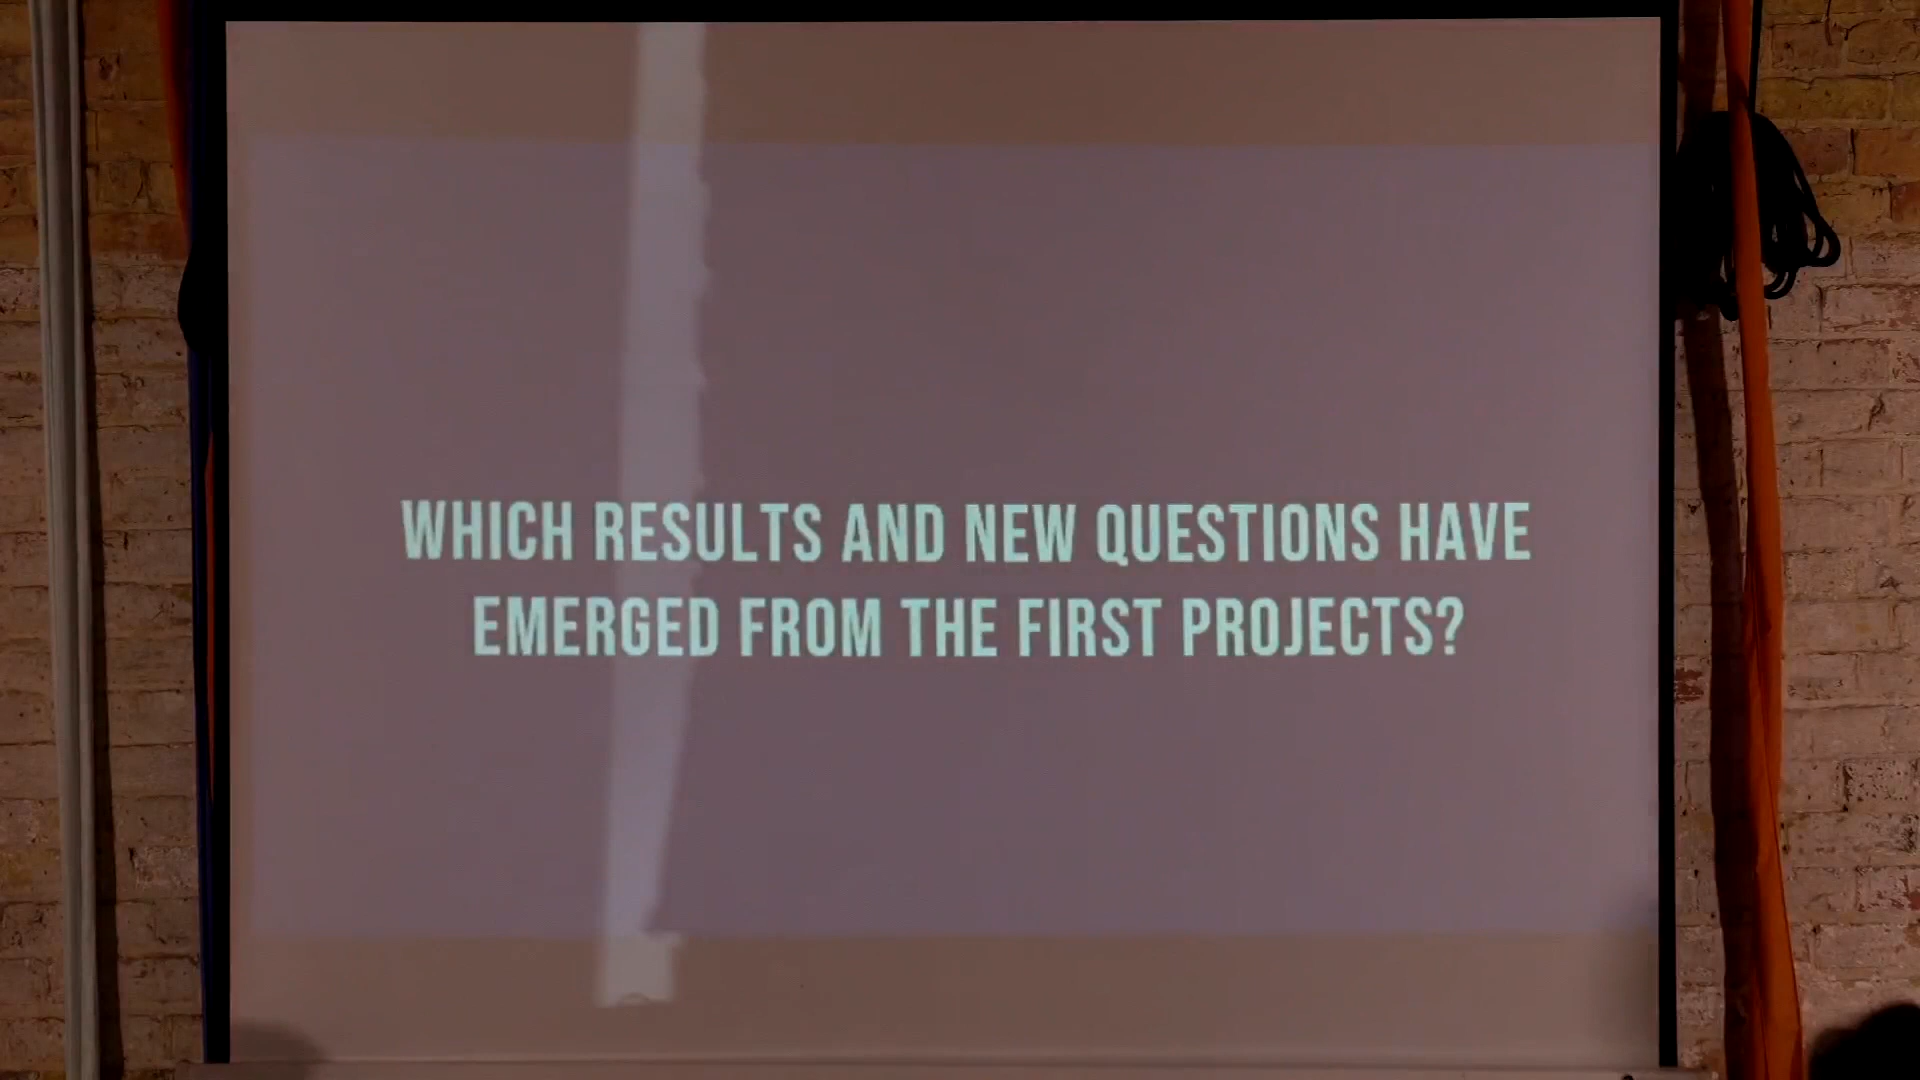 WHICH RESULTS AND NEW QUESTIONS HAVE
EMERGED FROM THE FIRST PROJECTS?